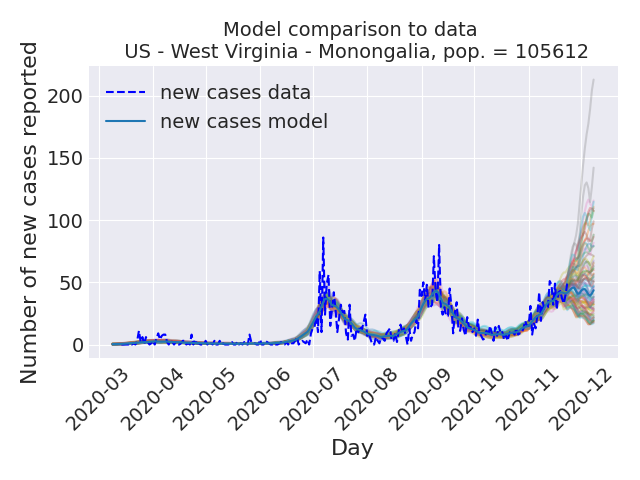 Model comparison to data
US - West Virginia - Monongalia, pop. = 105612
Number of new cases reported
200
150
100
50
0
new cases data
new cases model
2020-03
2020-04
2020-05
2020-06
2020-07
2020-08
2020-09
2020-10
2020-11
2020-12
Day